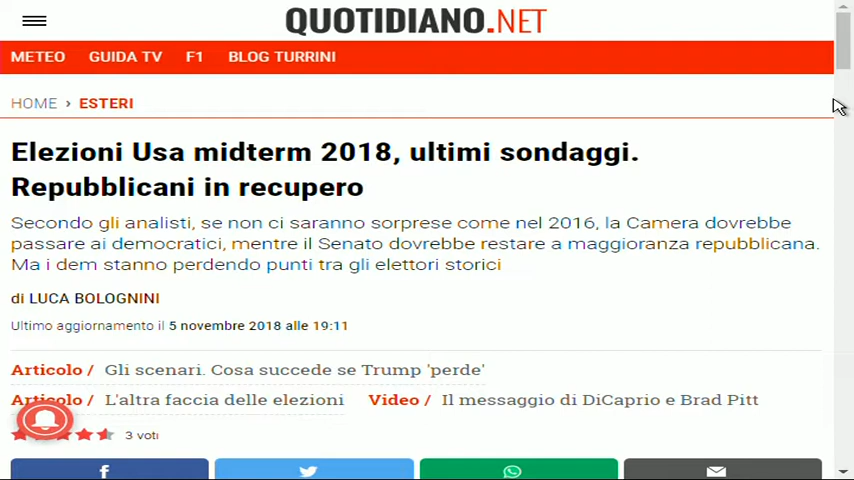 QUOTIDIANO.NET
METEO GUIDA TV F1 BLOG TURRINI
HOME › ESTERI
Elezioni Usa midterm 2018, ultimi sondaggi.
Repubblicani in recupero
Secondo gli analisti, se non ci saranno sorprese come nel 2016, la Camera dovrebbe
passare ai democratici, mentre il Senato dovrebbe restare a maggioranza repubblicana.
Ma i dem stanno perdendo punti tra gli elettori storici
di LUCA BOLOGNINI
Ultimo aggiornamento il 5 novembre 2018 alle 19:11
Articolo / Gli scenari. Cosa succede se Trump 'perde'
Articolo / L'altra faccia delle elezioni Video / Il messaggio di DiCaprio e Brad Pitt
3 voti